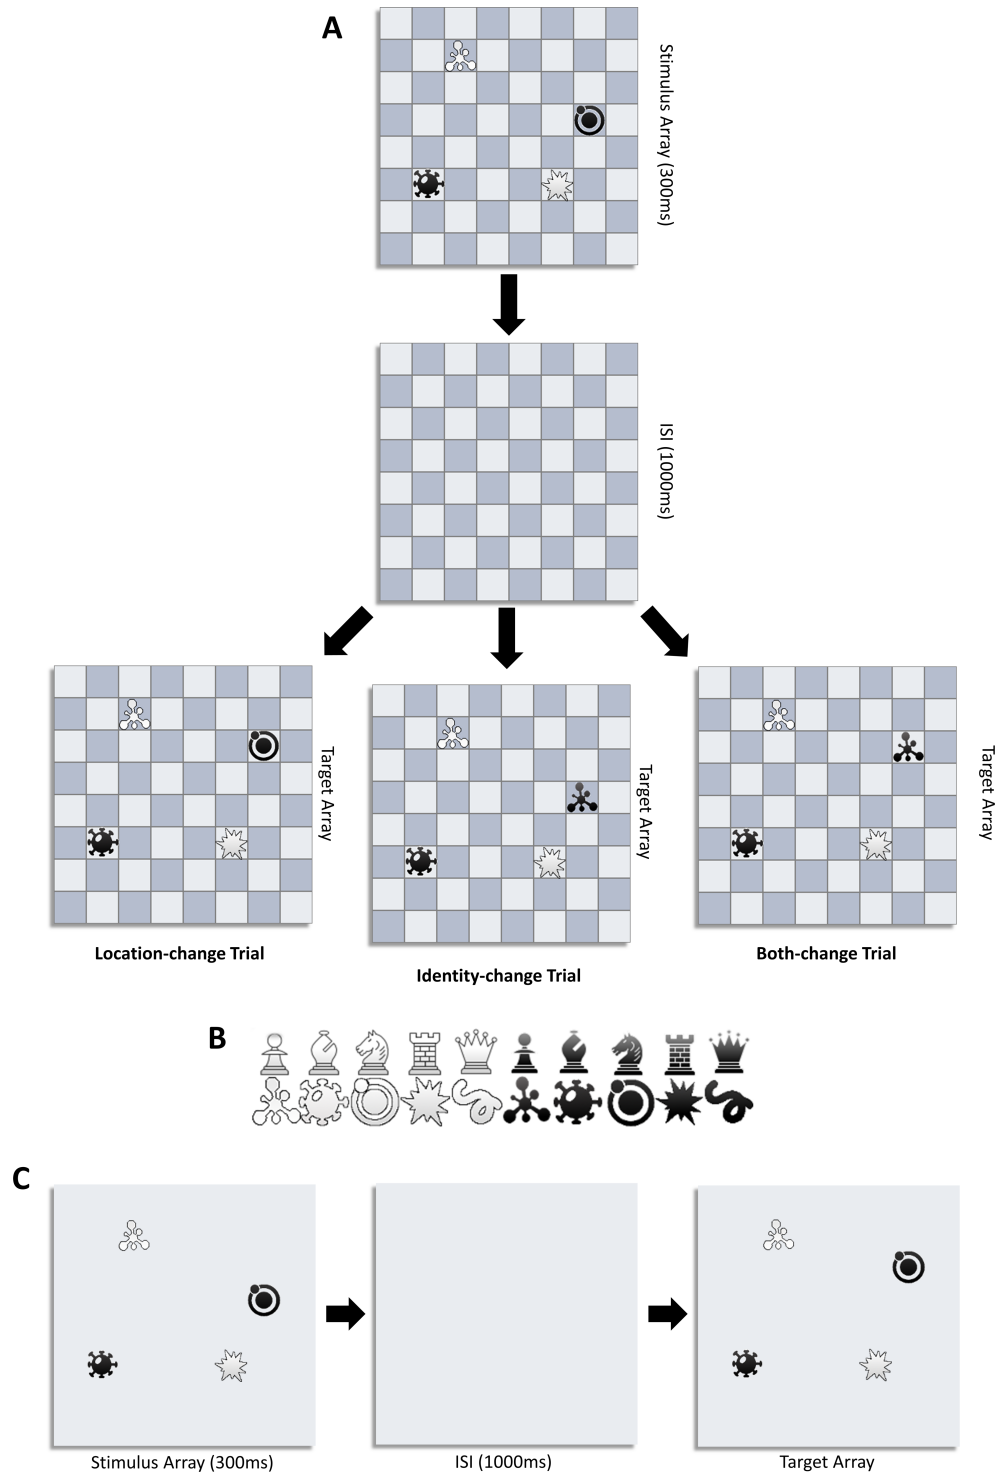 A
Stimulus Array (300ms)
ISI (1000ms)
Target Array
Target Array
Target Array
Location-change Trial
Identity-change Trial
Both-change Trial
B
C
Stimulus Array (300ms)
ISI (1000ms)
Target Array